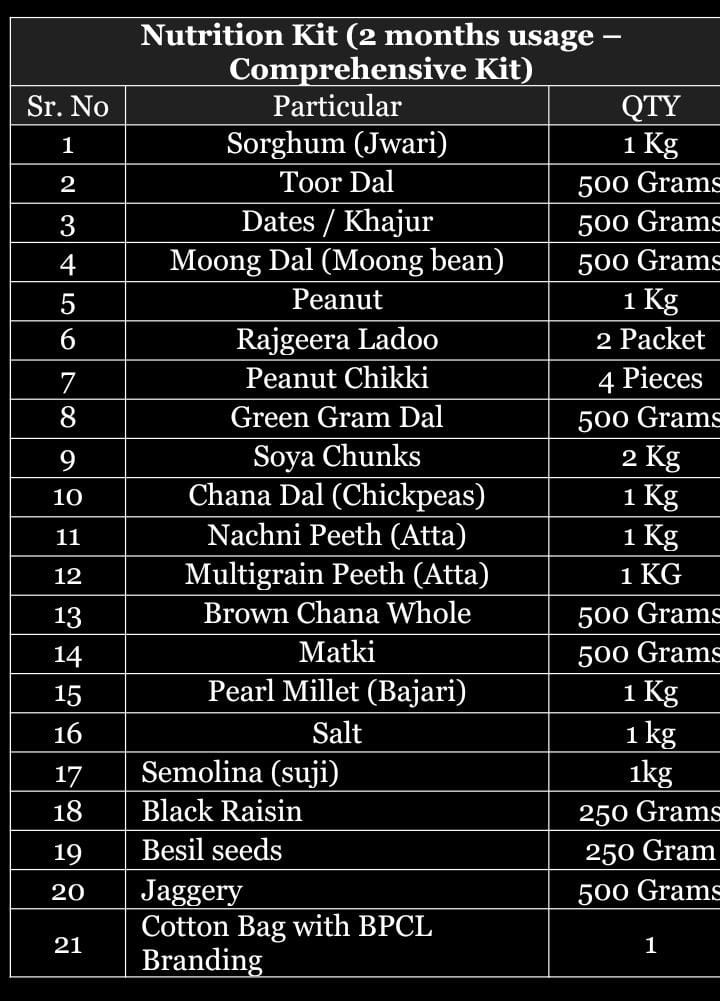 Nutrition Kit (2 months usage –
Comprehensive Kit)
Sr. No Particular QTY
1 Sorghum (Jwari) 1 Kg
2 Toor Dal 500 Grams
3 Dates / Khajur 500 Grams
4 Moong Dal (Moong bean) 500 Grams
5 Peanut 1 Kg
6 Rajgeera Ladoo 2 Packet
7 Peanut Chikki 4 Pieces
8 Green Gram Dal 500 Grams
9 Soya Chunks 2 Kg
10 Chana Dal (Chickpeas) 1 Kg
11 Nachni Peeth (Atta) 1 Kg
12 Multigrain Peeth (Atta) 1 KG
13 Brown Chana Whole 500 Grams
14 Matki 500 Grams
15 Pearl Millet (Bajari) 1 Kg
16 Salt 1 kg
17 Semolina (suji) 1kg
18 Black Raisin 250 Grams
19 Besil seeds 250 Gram
20 Jaggery 500 Grams
21 Cotton Bag with BPCL
Branding 1